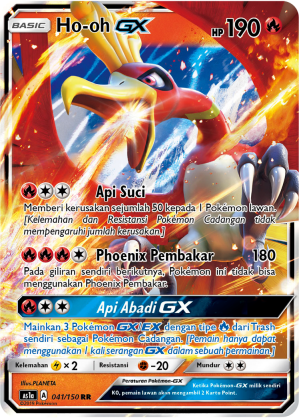 BASIC Ho-oh GX HP 190
Api Suci
Memberi kerusakan sejumlah 50 kepada 1 Pokémon lawan.
[Kelemahan dan Resistansi Pokémon Cadangan tidak
mempengaruhi jumlah kerusakan.]
Phoenix Pembakar 180
Pada giliran sendiri berikutnya, Pokémon ini tidak bisa
menggunakan Phoenix Pembakar.
Api Abadi GX
Mainkan 3 Pokémon GX/EX dengan tipe dari Trash
sendiri sebagai Pokémon Cadangan. [Pemain hanya dapat
menggunakan 1 kali serangan GX dalam sebuah permainan.]
Kelemahan ×2 Resistansi -20 Mundur
Illus. PLANETA
AS1a A 041/150 RR
Peraturan Pokémon-GX
Ketika Pokémon-GX milik sendiri
KO, pemain lawan akan mengambil 2 Kartu Point.